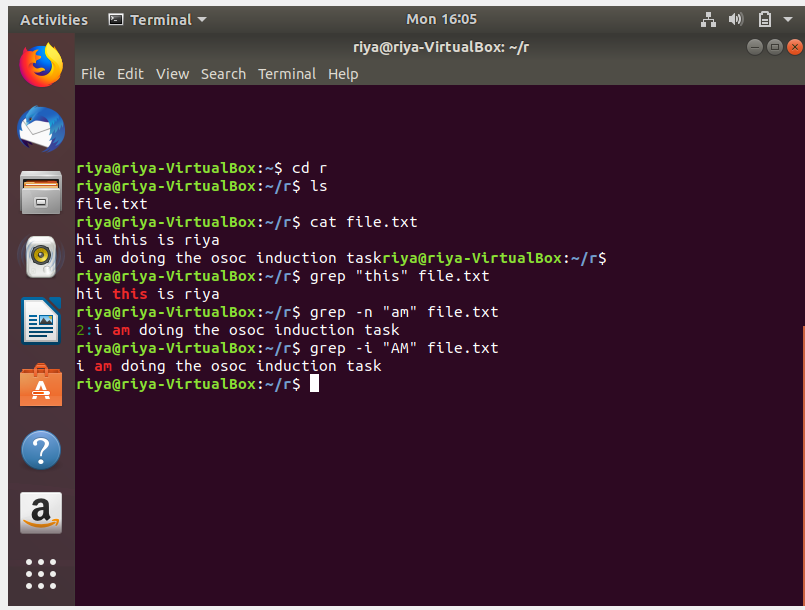 Activities Terminal Mon 16:05
riya@riya-VirtualBox: ~/r
File Edit View Search Terminal Help
riya@riya-VirtualBox:~$ cd r
riya@riya-VirtualBox:~/r$ ls
file.txt
riya@riya-VirtualBox:~/r$ cat file.txt
hii this is riya
i am doing the osoc induction taskriya@riya-VirtualBox:~/r$
riya@riya-VirtualBox:~/r$ grep "this" file.txt
hii this is riya
riya@riya-VirtualBox:~/r$ grep -n "am" file.txt
2:i am doing the osoc induction task
riya@riya-VirtualBox:~/r$ grep -i "AM" file.txt
i am doing the osoc induction task
riya@riya-VirtualBox:~/r$